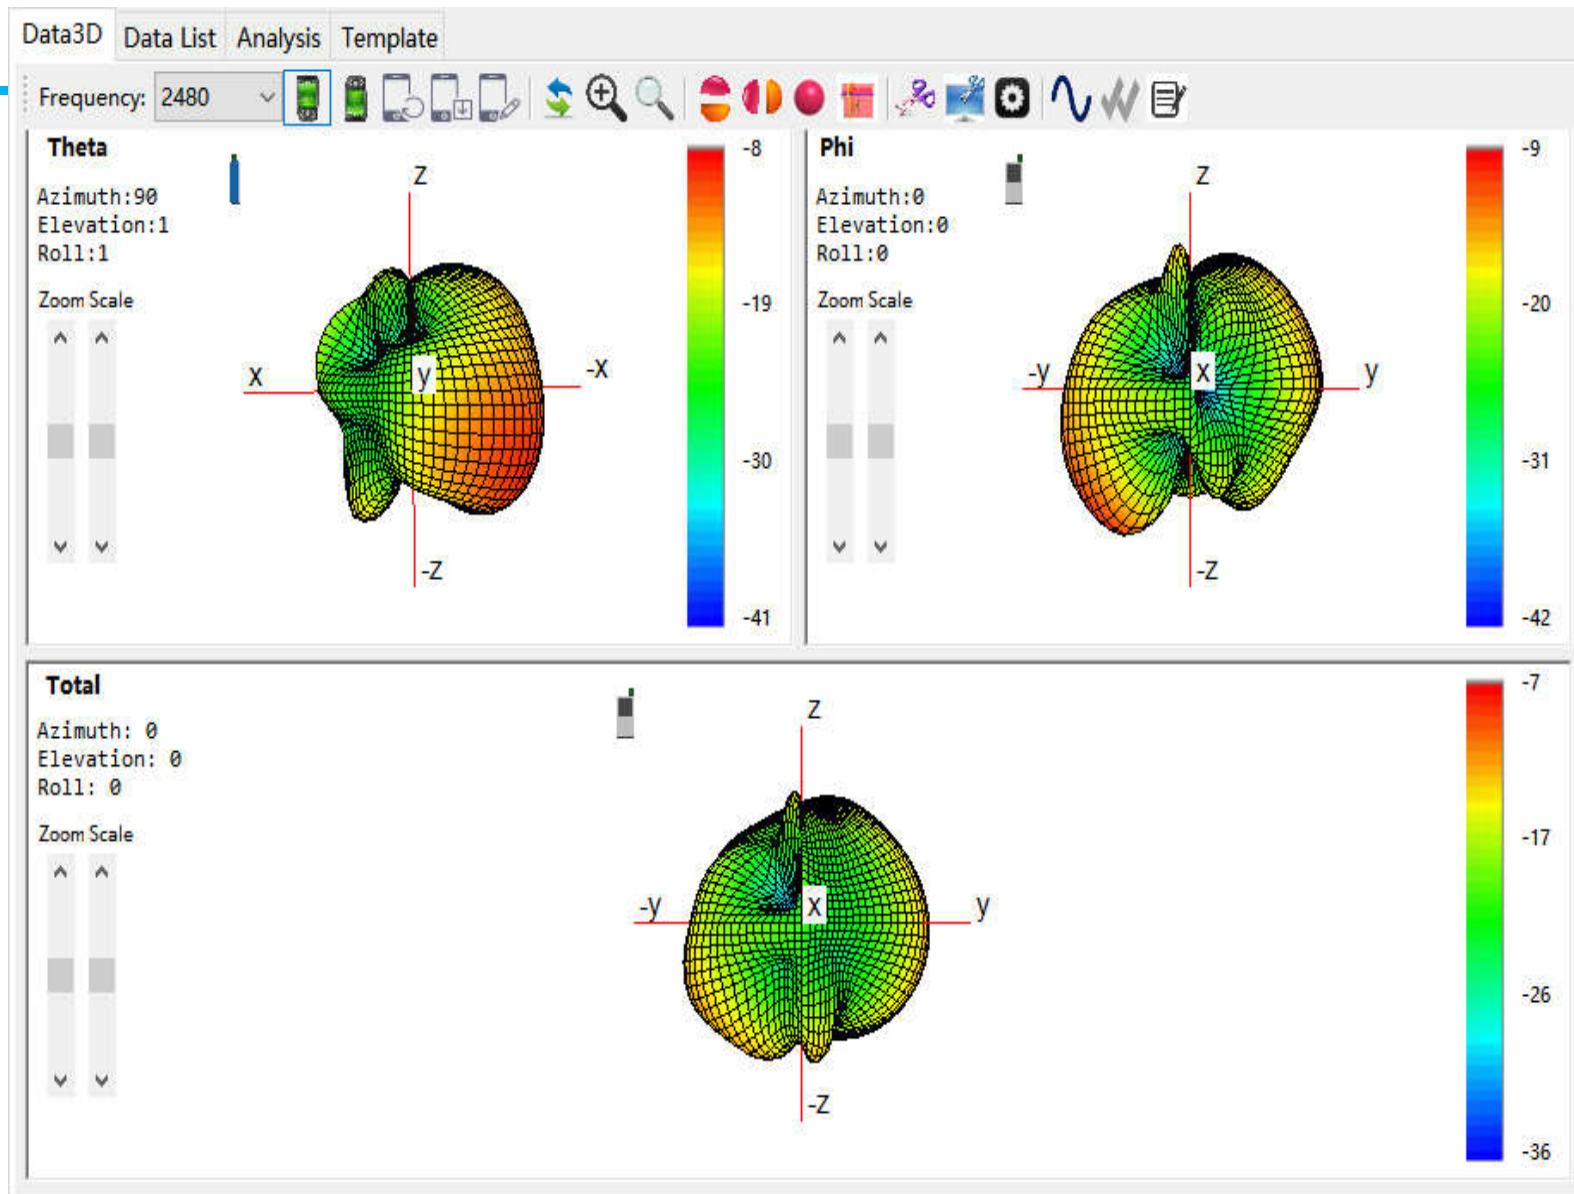 Data3D Data List Analysis Template
Frequency: 2480
Theta
Azimuth:90
Elevation:1
Roll:1
Zoom Scale
z
x
y
-x
-z
-8
-19
-30
-41
Phi
Azimuth:0
Elevation:0
Roll:0
Zoom Scale
z
-y
x
y
-z
-9
-20
-31
-42
Total
Azimuth: 0
Elevation: 0
Roll: 0
Zoom Scale
z
-y
x
y
-z
-7
-17
-26
-36